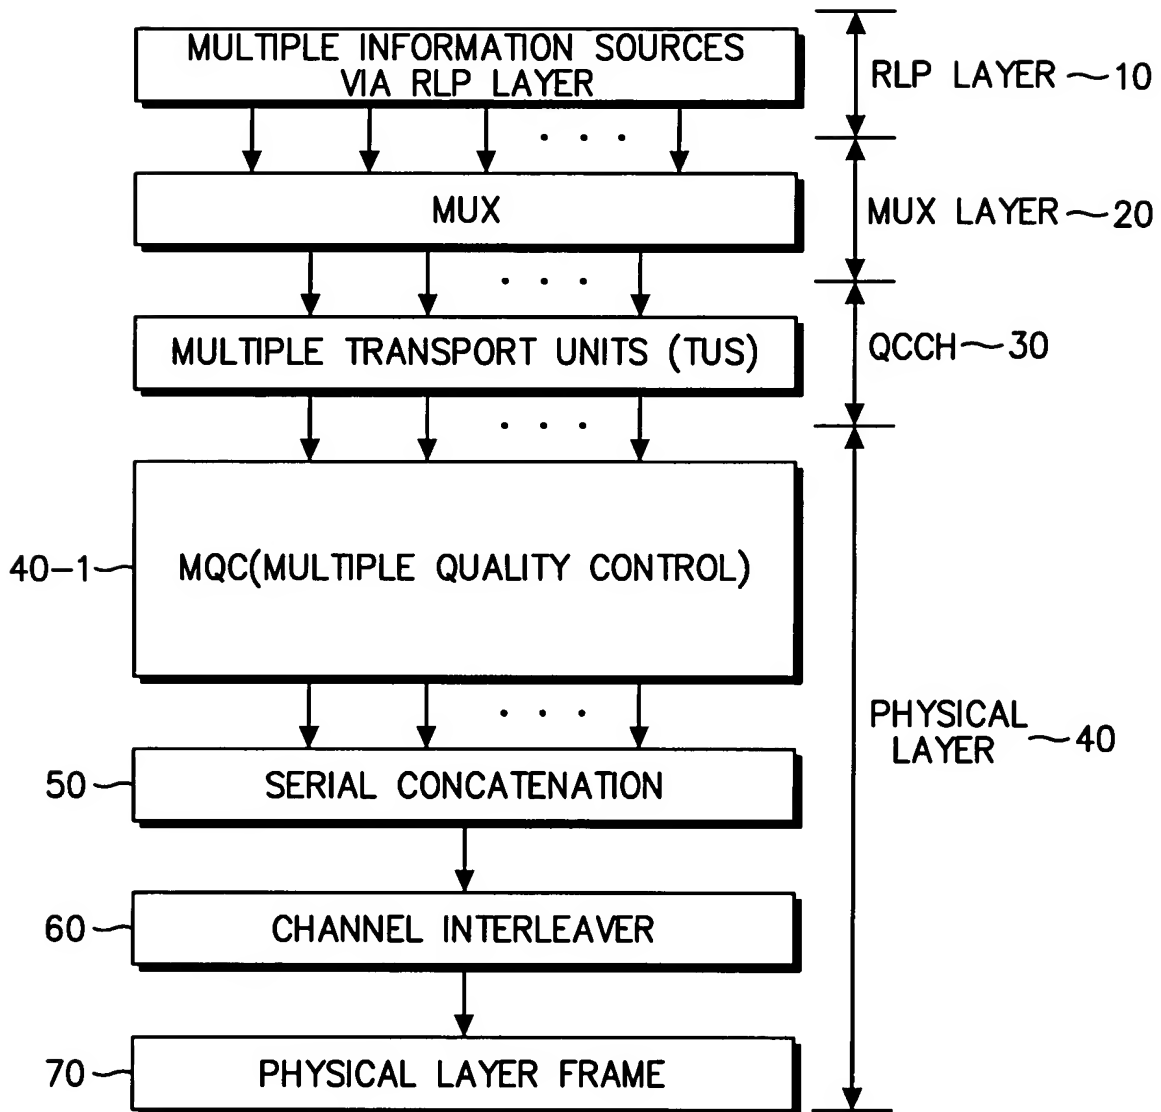 MULTIPLE INFORMATION SOURCES
VIA RLP LAYER
RLP LAYER 10
MUX
MUX LAYER 20
MULTIPLE TRANSPORT UNITS (TUS)
QCCH 30
40-1
MQC(MULTIPLE QUALITY CONTROL)
PHYSICAL
LAYER 40
50
SERIAL CONCATENATION
60
CHANNEL INTERLEAVER
70
PHYSICAL LAYER FRAME